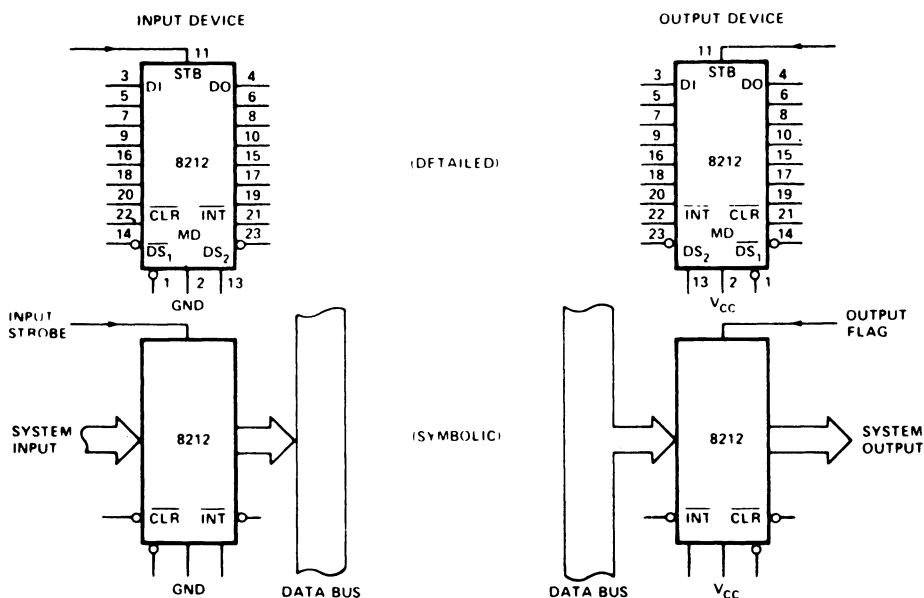 INPUT DEVICE
11
STB
3 DI DO 4
5 6
7 8
9 10
16 8212 15
18 17
20 19
22 CLR INT 21
14 MD 23
DS1 DS2
1 2 13
GND
OUTPUT DEVICE
11
STB
3 DI DO 4
5 6
7 8
9 10
16 8212 15
18 17
20 19
22 INT CLR 21
23 MD 14
DS2 DS1
13 2 1
VCC
(DETAILED)
INPUT
STROBE
SYSTEM
INPUT
8212
CLR INT
GND
DATA BUS
(SYMBOLIC)
DATA BUS
OUTPUT
FLAG
8212
SYSTEM
OUTPUT
INT CLR
VCC